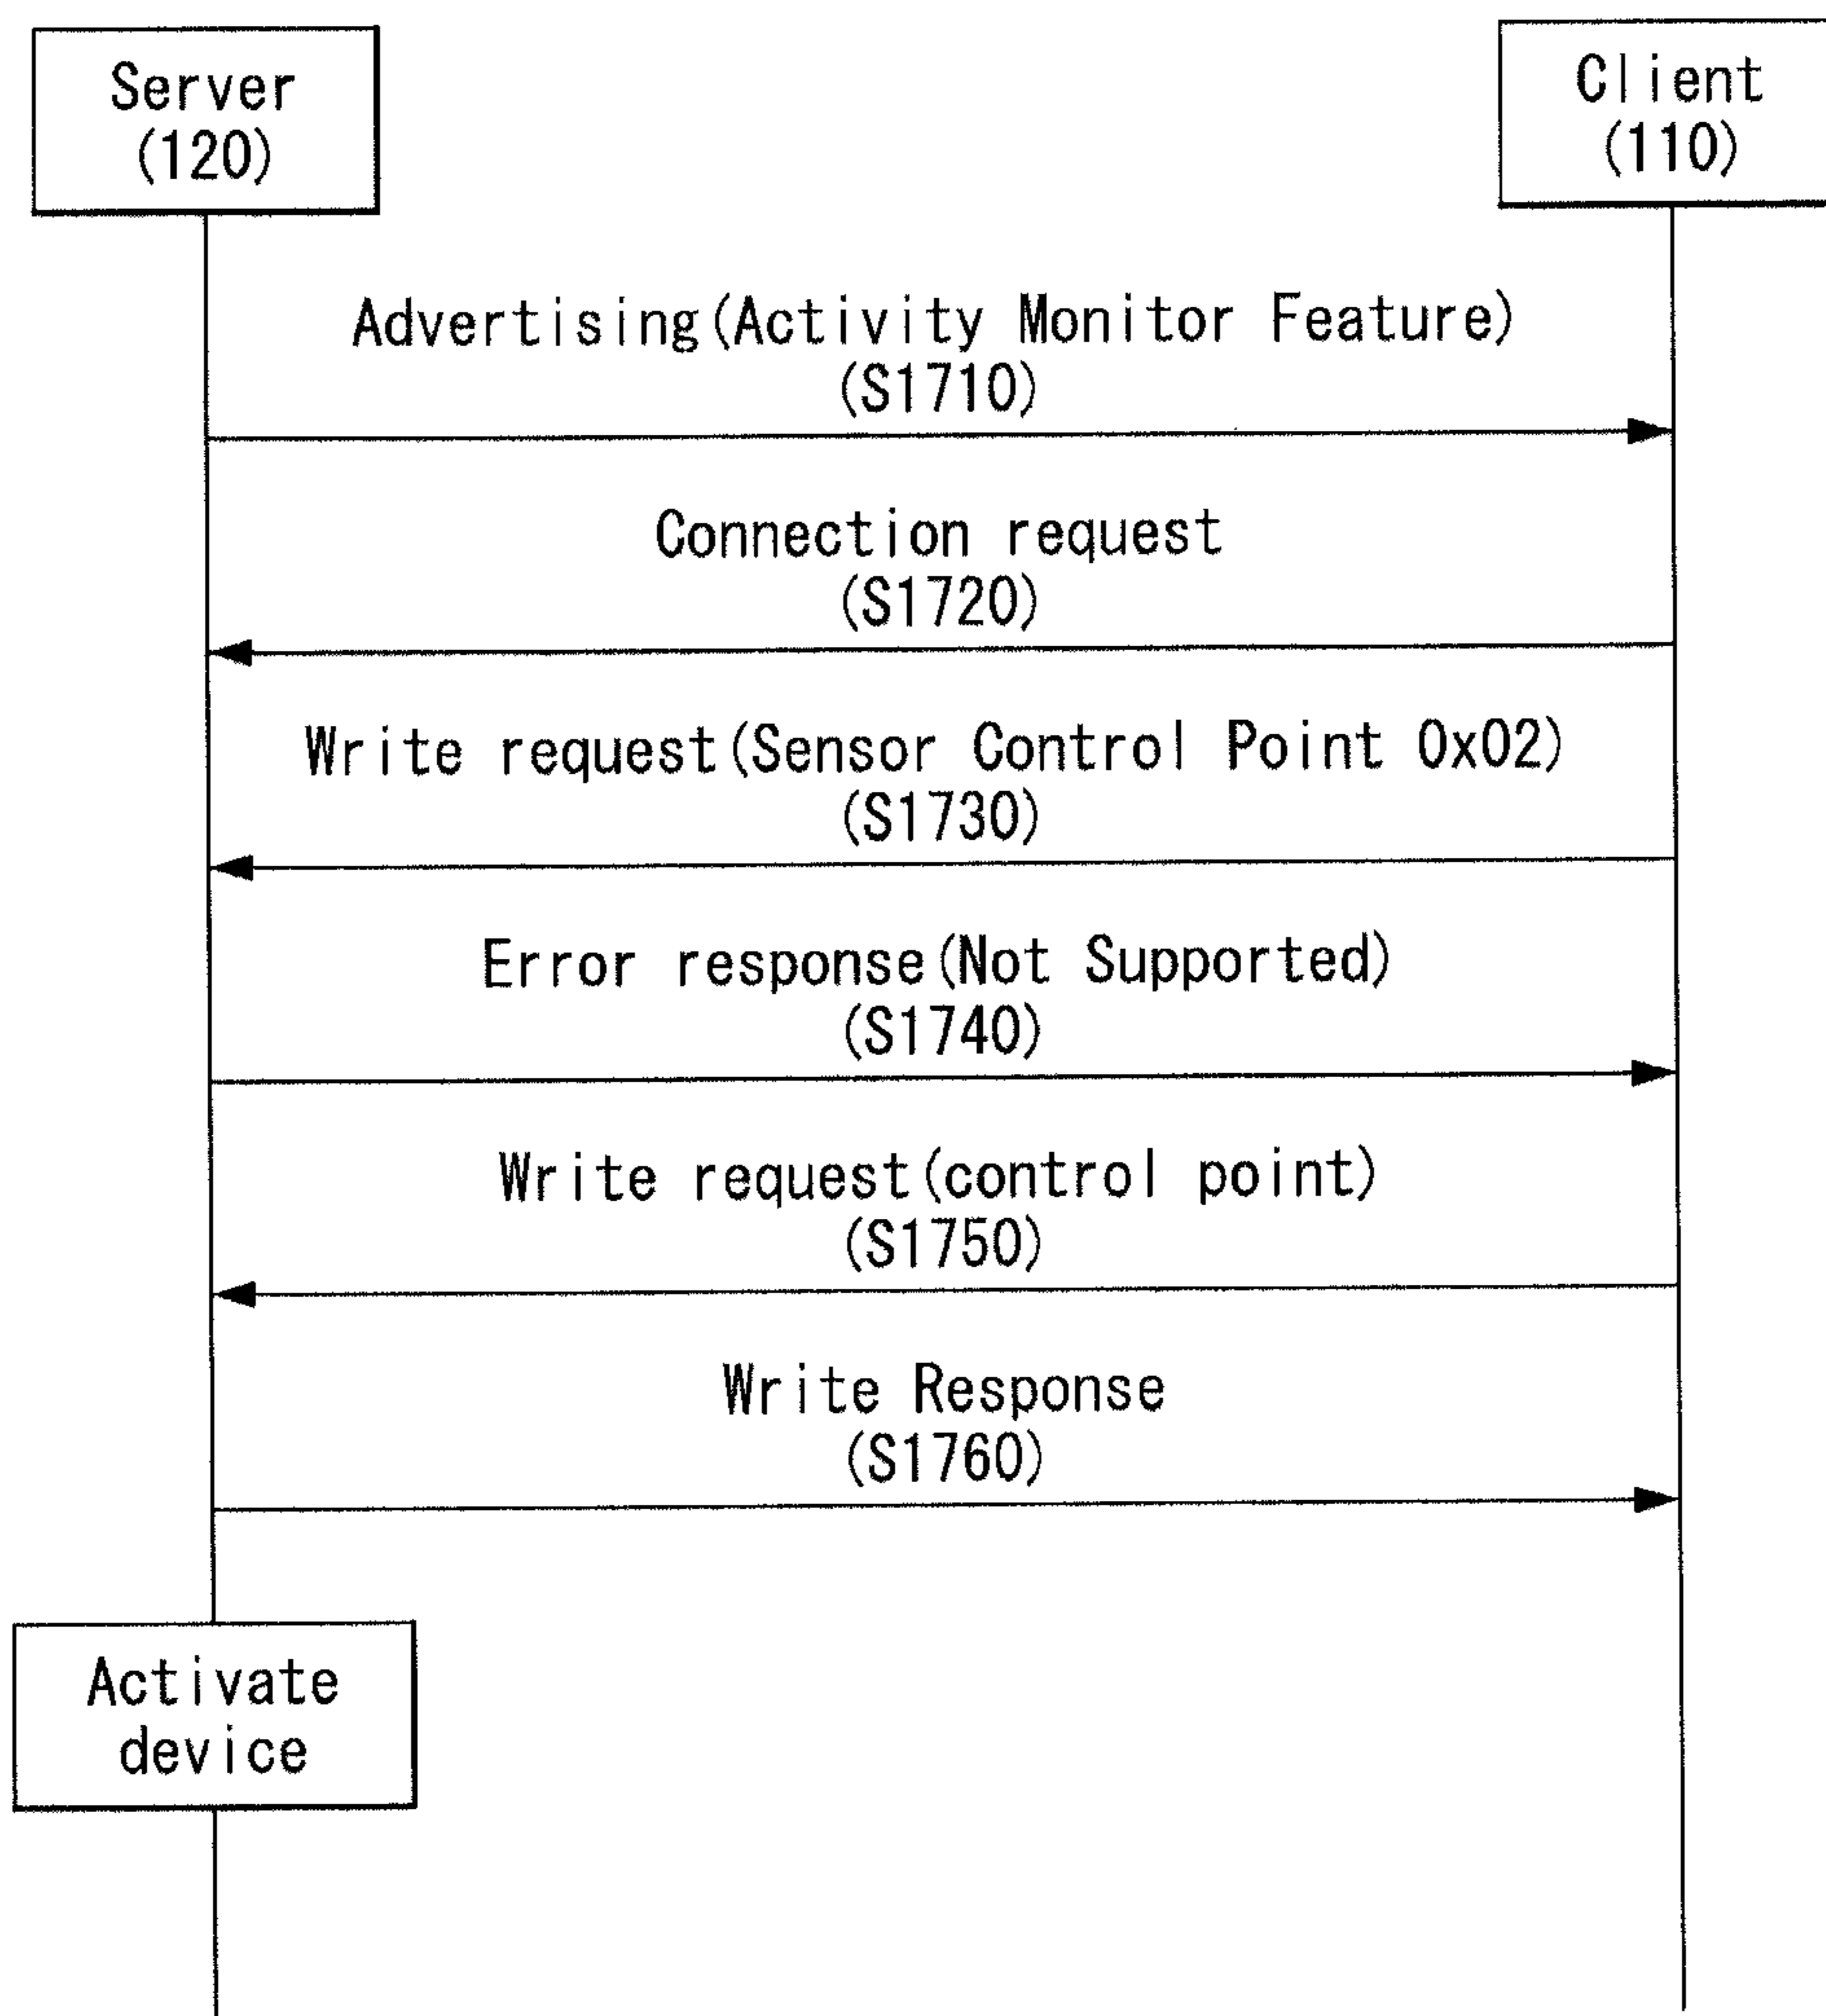 Server
(120)
Client
(110)
Advertising(Activity Monitor Feature)
(S1710)
Connection request
(S1720)
Write request(Sensor Control Point 0x02)
(S1730)
Error response(Not Supported)
(S1740)
Write request(control point)
(S1750)
Write Response
(S1760)
Activate
device